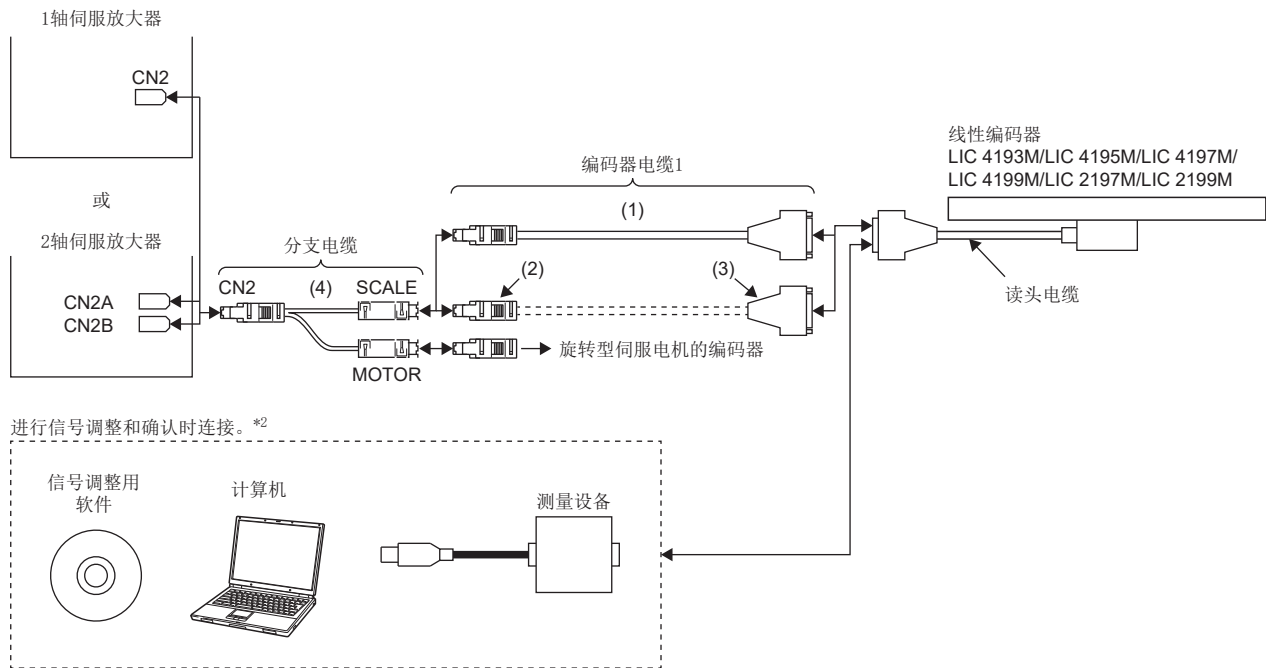 1轴伺服放大器
CN2
或
2轴伺服放大器
CN2A
CN2B
分支电缆
CN2
(4)
SCALE
MOTOR
编码器电缆1
(1)
(2)
(3)
旋转型伺服电机的编码器
线性编码器
LIC 4193M/LIC 4195M/LIC 4197M/
LIC 4199M/LIC 2197M/LIC 2199M
读头电缆
进行信号调整和确认时连接。*2
信号调整用
软件
计算机
测量设备